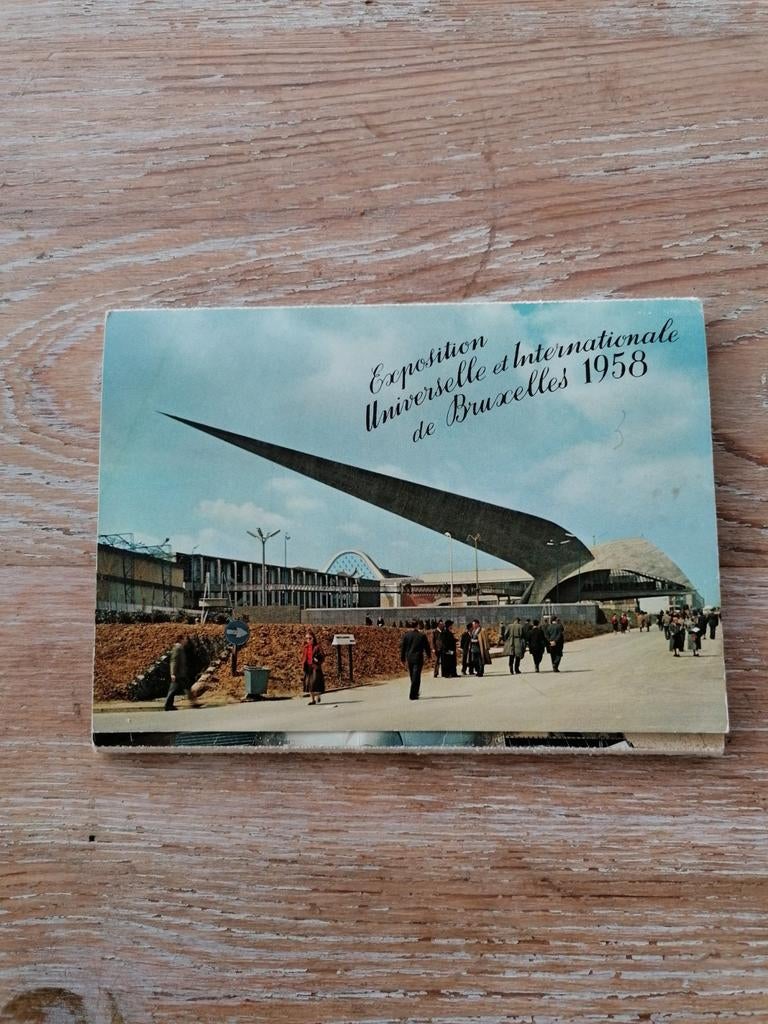 Exposition
Universelle et Internationale
de Bruxelles 1958